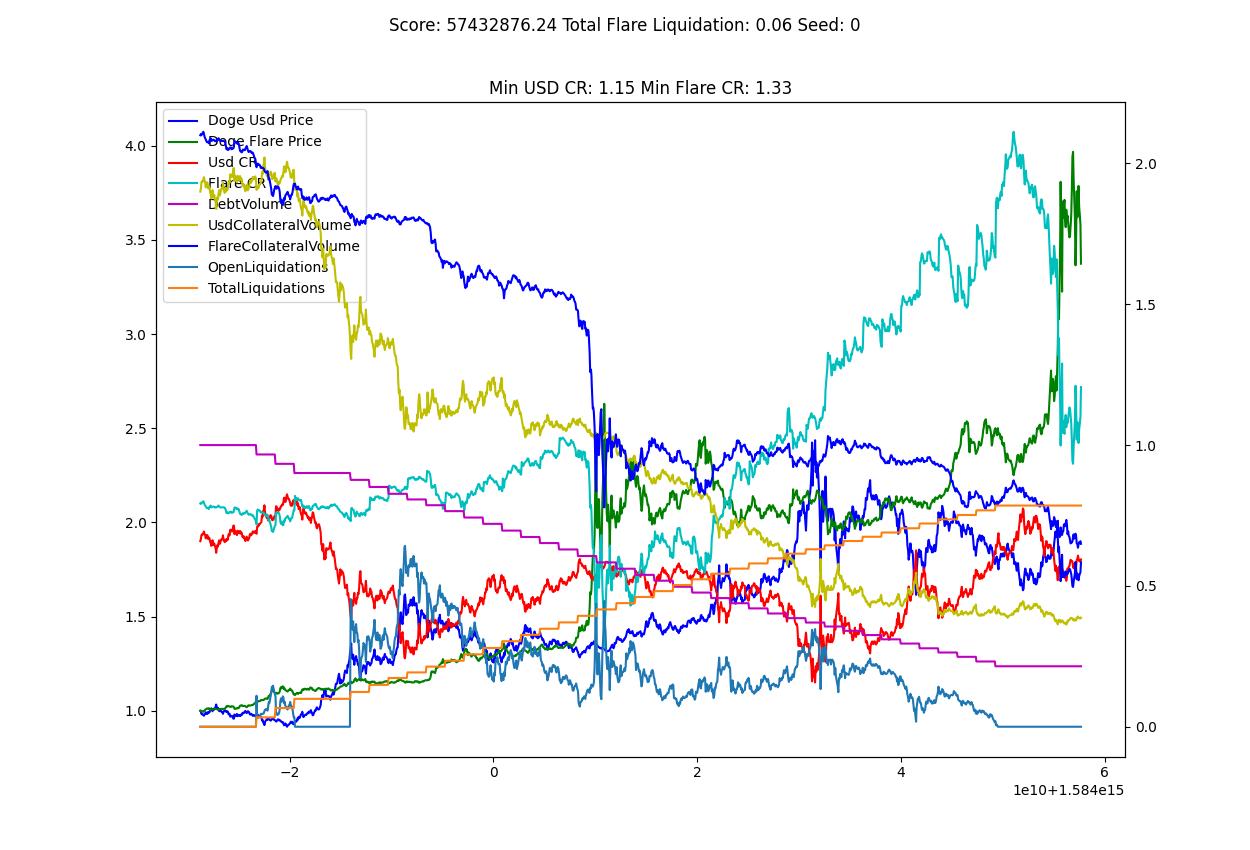 Score: 57432876.24 Total Flare Liquidation: 0.06 Seed: 0
Min USD CR: 1.15 Min Flare CR: 1.33
Doge Usd Price
Doge Flare Price
Usd CR
Flare CR
DebtVolume
UsdCollateralVolume
FlareCollateralVolume
OpenLiquidations
TotalLiquidations
4.0
3.5
3.0
2.5
2.0
1.5
1.0
2.0
1.5
1.0
0.5
0.0
−2
0
2
4
6
1e10+1.584e15